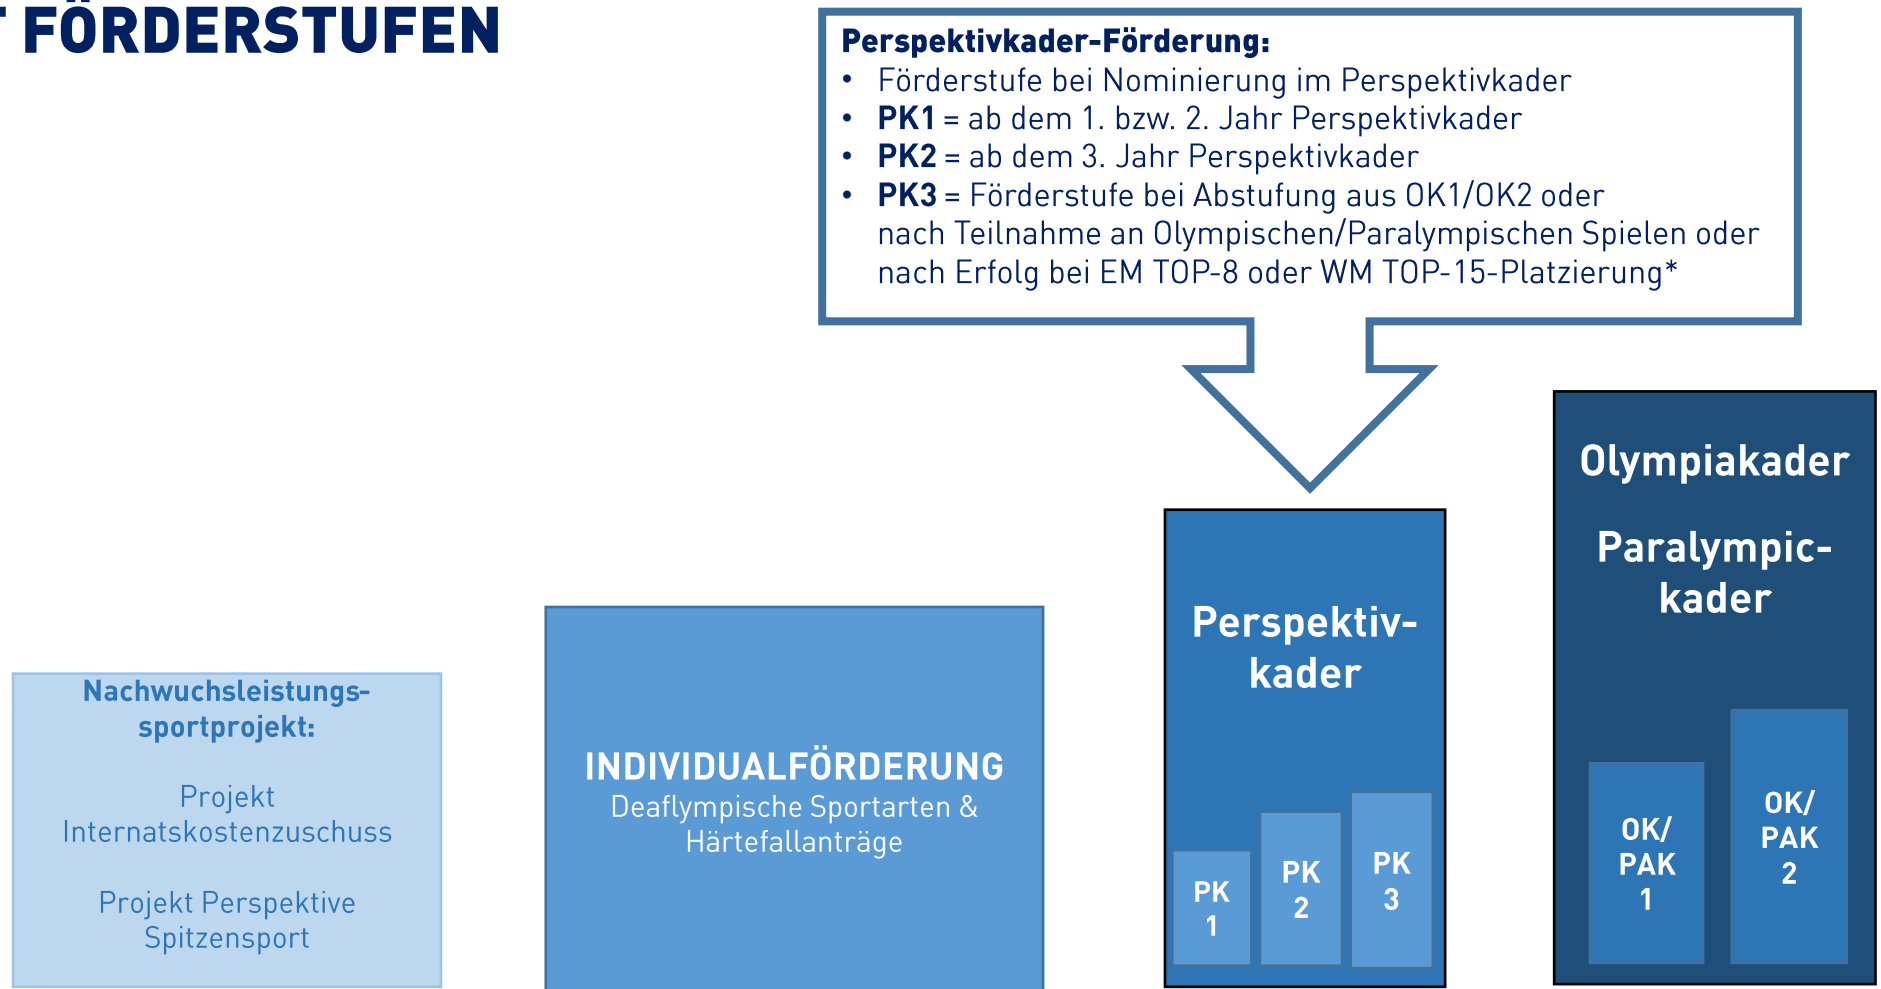 FÖRDERSTUFEN
Perspektivkader-Förderung:
• Förderstufe bei Nominierung im Perspektivkader
• PK1 = ab dem 1. bzw. 2. Jahr Perspektivkader
• PK2 = ab dem 3. Jahr Perspektivkader
• PK3 = Förderstufe bei Abstufung aus OK1/OK2 oder
nach Teilnahme an Olympischen/Paralympischen Spielen oder
nach Erfolg bei EM TOP-8 oder WM TOP-15-Platzierung*
Nachwuchsleistungs-
sportprojekt:
Projekt
Internatskostenzuschuss
Projekt Perspektive
Spitzensport
INDIVIDUALFÖRDERUNG
Deaflympische Sportarten &
Härtefallanträge
Perspektiv-
kader
PK
1
PK
2
PK
3
Olympiakader
Paralympic-
kader
OK/
PAK
1
OK/
PAK
2